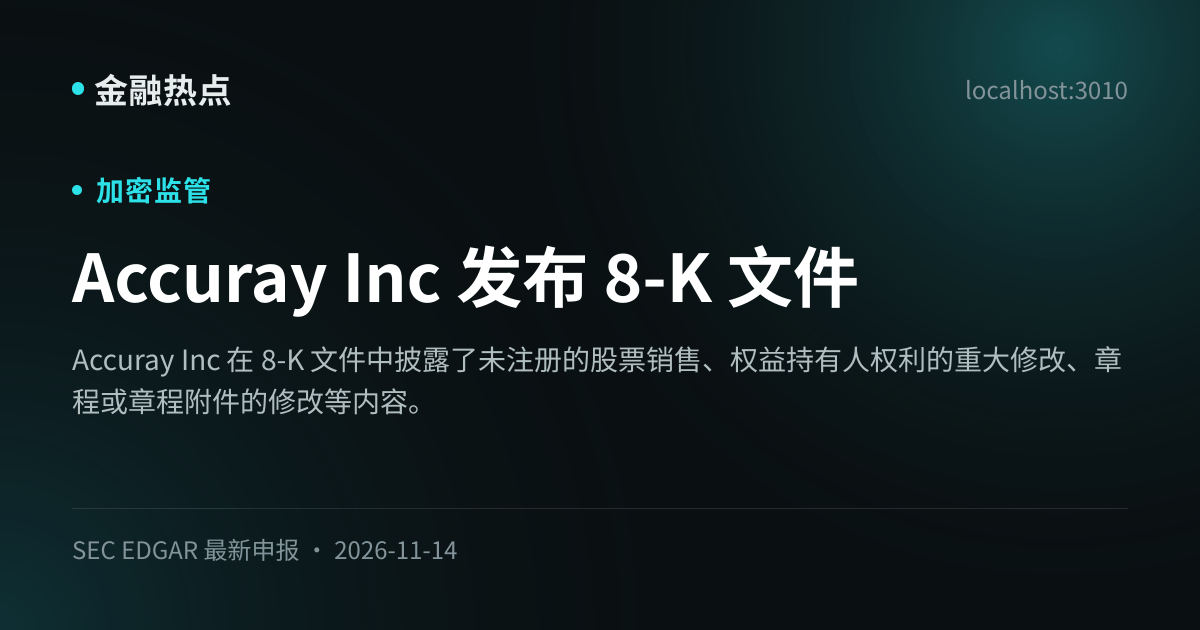 金融热点
localhost:3010
加密监管
Accuray Inc 发布 8-K 文件
Accuray Inc 在 8-K 文件中披露了未注册的股票销售、权益持有人权利的重大修改、章
程或章程附件的修改等内容。
SEC EDGAR 最新申报 · 2026-11-14